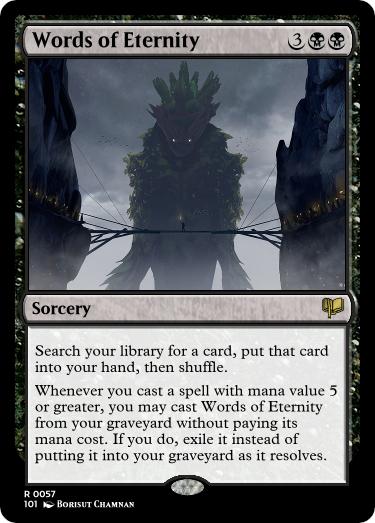 Words of Eternity 3
Sorcery
Search your library for a card, put that card
into your hand, then shuffle.
Whenever you cast a spell with mana value 5
or greater, you may cast Words of Eternity
from your graveyard without paying its
mana cost. If you do, exile it instead of
putting it into your graveyard as it resolves.
R 0057
101 Borisut Chamnan